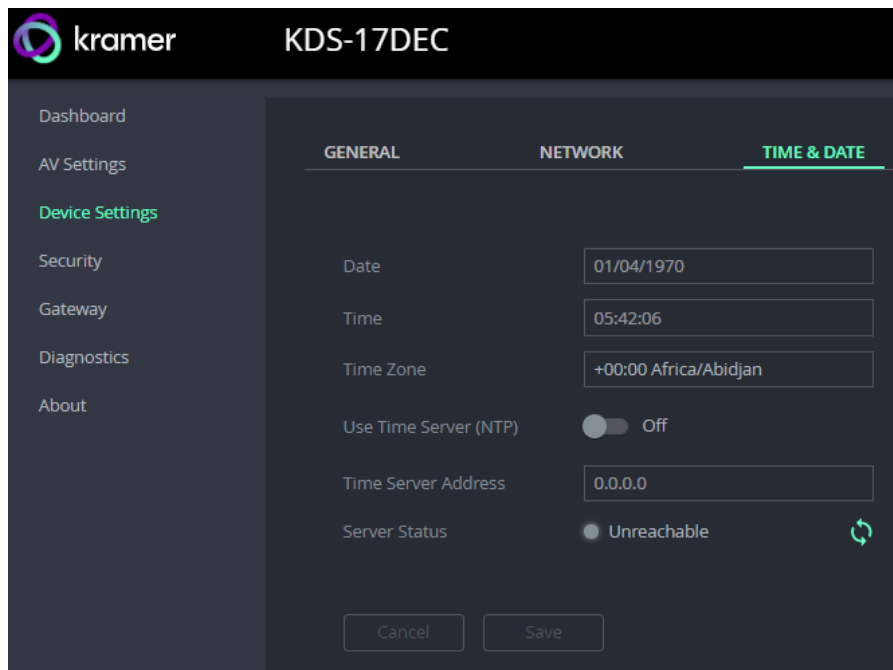 kramer KDS-17DEC
Dashboard
AV Settings
Device Settings
Security
Gateway
Diagnostics
About
GENERAL NETWORK TIME & DATE
Date 01/04/1970
Time 05:42:06
Time Zone +00:00 Africa/Abidjan
Use Time Server (NTP) Off
Time Server Address 0.0.0.0
Server Status Unreachable
Cancel Save